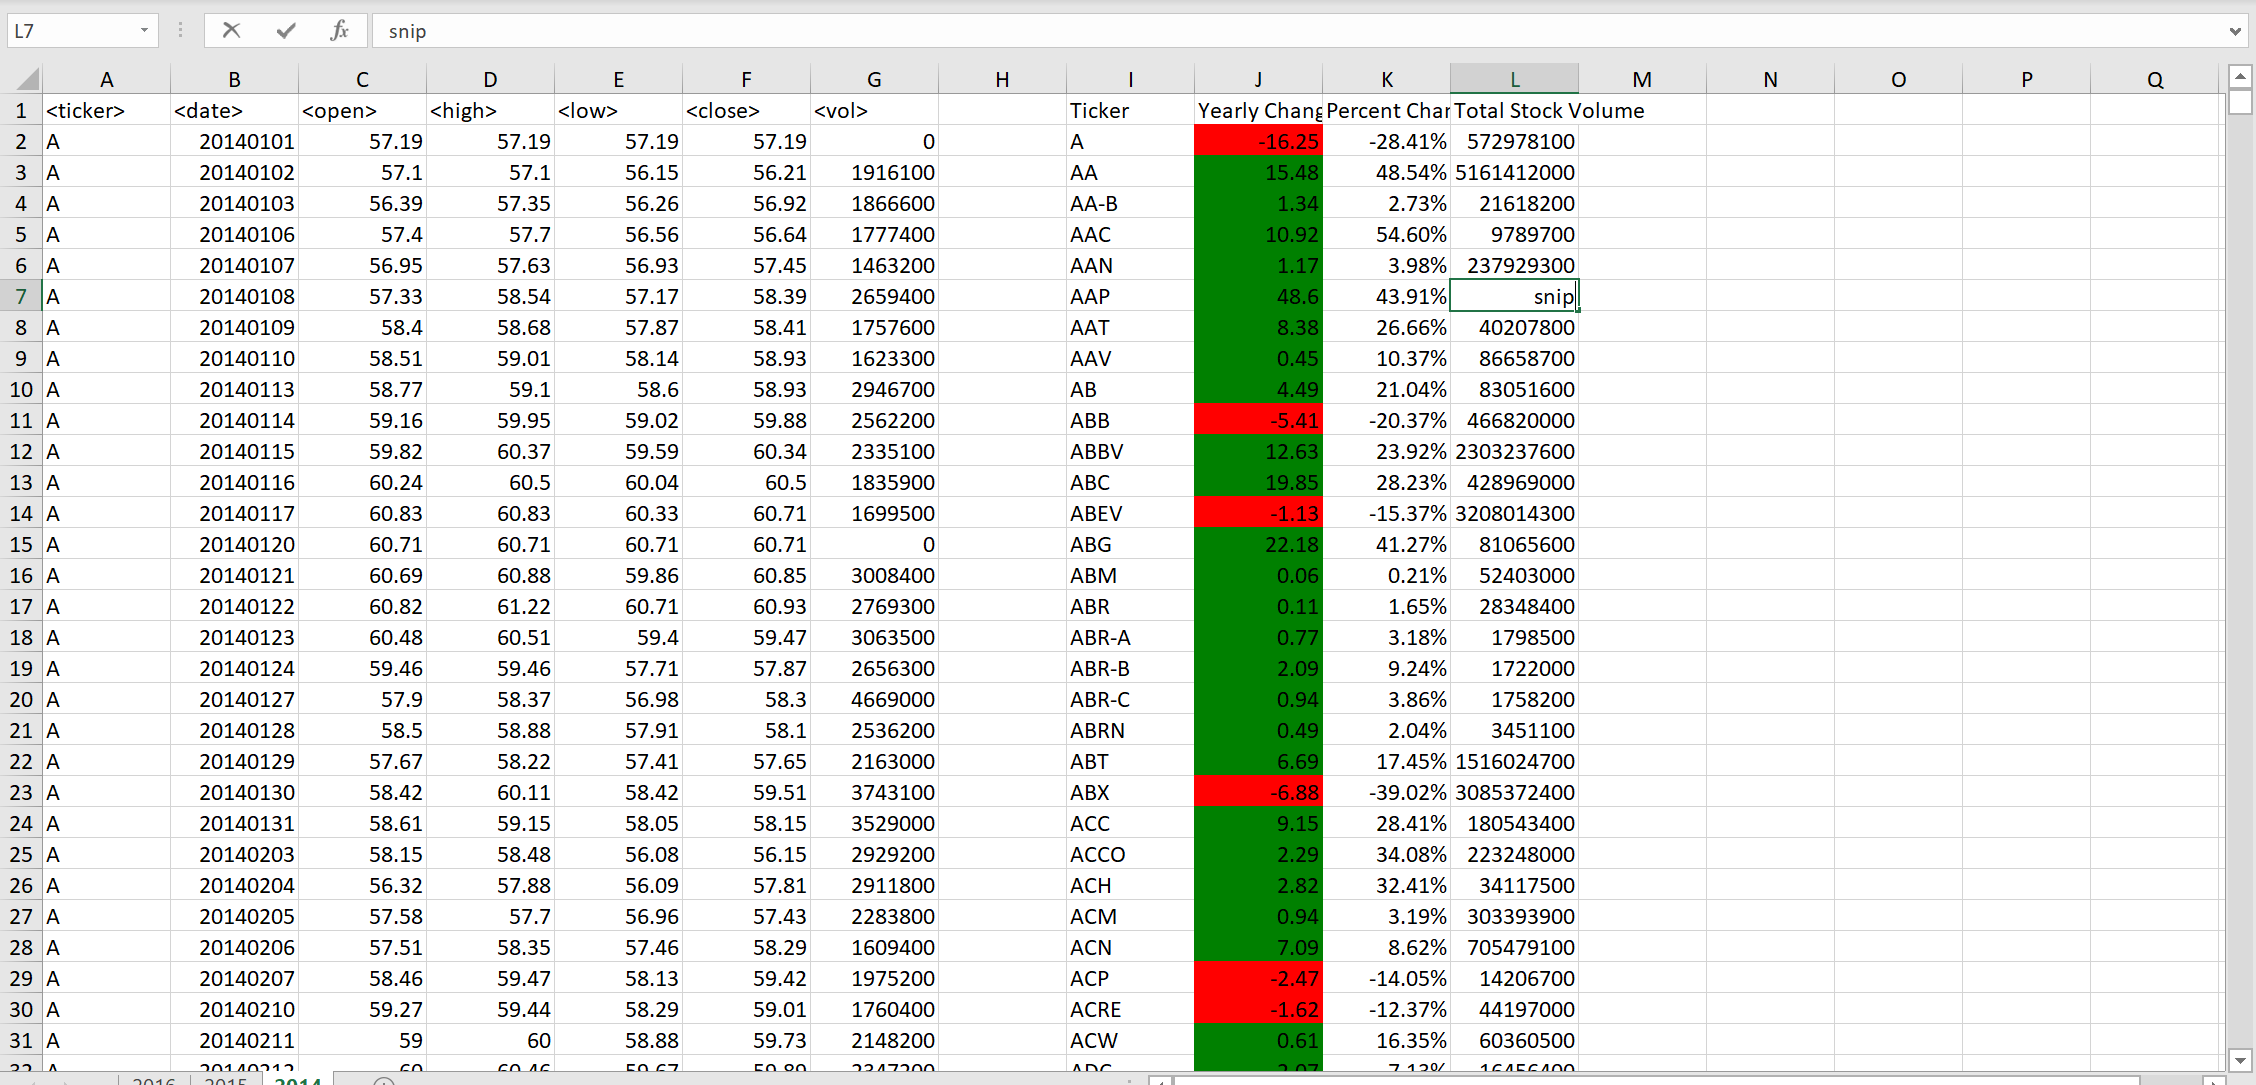 L7 fx snip
A B C D E F G H I J K L M N O P Q
1 <ticker> <date> <open> <high> <low> <close> <vol> Ticker Yearly Chang Percent Char Total Stock Volume
2 A 20140101 57.19 57.19 57.19 57.19 0 A -16.25 -28.41% 572978100
3 A 20140102 57.1 57.1 56.15 56.21 1916100 AA 15.48 48.54% 5161412000
4 A 20140103 56.39 57.35 56.26 56.92 1866600 AA-B 1.34 2.73% 21618200
5 A 20140106 57.4 57.7 56.56 56.64 1777400 AAC 10.92 54.60% 9789700
6 A 20140107 56.95 57.63 56.93 57.45 1463200 AAN 1.17 3.98% 237929300
7 A 20140108 57.33 58.54 57.17 58.39 2659400 AAP 48.6 43.91% snip
8 A 20140109 58.4 58.68 57.87 58.41 1757600 AAT 8.38 26.66% 40207800
9 A 20140110 58.51 59.01 58.14 58.93 1623300 AAV 0.45 10.37% 86658700
10 A 20140113 58.77 59.1 58.6 58.93 2946700 AB 4.49 21.04% 83051600
11 A 20140114 59.16 59.95 59.02 59.88 2562200 ABB -5.41 -20.37% 466820000
12 A 20140115 59.82 60.37 59.59 60.34 2335100 ABBV 12.63 23.92% 2303237600
13 A 20140116 60.24 60.5 60.04 60.5 1835900 ABC 19.85 28.23% 428969000
14 A 20140117 60.83 60.83 60.33 60.71 1699500 ABEV -1.13 -15.37% 3208014300
15 A 20140120 60.71 60.71 60.71 60.71 0 ABG 22.18 41.27% 81065600
16 A 20140121 60.69 60.88 59.86 60.85 3008400 ABM 0.06 0.21% 52403000
17 A 20140122 60.82 61.22 60.71 60.93 2769300 ABR 0.11 1.65% 28348400
18 A 20140123 60.48 60.51 59.4 59.47 3063500 ABR-A 0.77 3.18% 1798500
19 A 20140124 59.46 59.46 57.71 57.87 2656300 ABR-B 2.09 9.24% 1722000
20 A 20140127 57.9 58.37 56.98 58.3 4669000 ABR-C 0.94 3.86% 1758200
21 A 20140128 58.5 58.88 57.91 58.1 2536200 ABRN 0.49 2.04% 3451100
22 A 20140129 57.67 58.22 57.41 57.65 2163000 ABT 6.69 17.45% 1516024700
23 A 20140130 58.42 60.11 58.42 59.51 3743100 ABX -6.88 -39.02% 3085372400
24 A 20140131 58.61 59.15 58.05 58.15 3529000 ACC 9.15 28.41% 180543400
25 A 20140203 58.15 58.48 56.08 56.15 2929200 ACCO 2.29 34.08% 223248000
26 A 20140204 56.32 57.88 56.09 57.81 2911800 ACH 2.82 32.41% 34117500
27 A 20140205 57.58 57.7 56.96 57.43 2283800 ACM 0.94 3.19% 303393900
28 A 20140206 57.51 58.35 57.46 58.29 1609400 ACN 7.09 8.62% 705479100
29 A 20140207 58.46 59.47 58.13 59.42 1975200 ACP -2.47 -14.05% 14206700
30 A 20140210 59.27 59.44 58.29 59.01 1760400 ACRE -1.62 -12.37% 44197000
31 A 20140211 59 60 58.88 59.73 2148200 ACW 0.61 16.35% 60360500
32 A 20140212 60 60.46 59.67 59.89 2347200 ADC 2.07 7.13% 16456400
2016 2015 2014